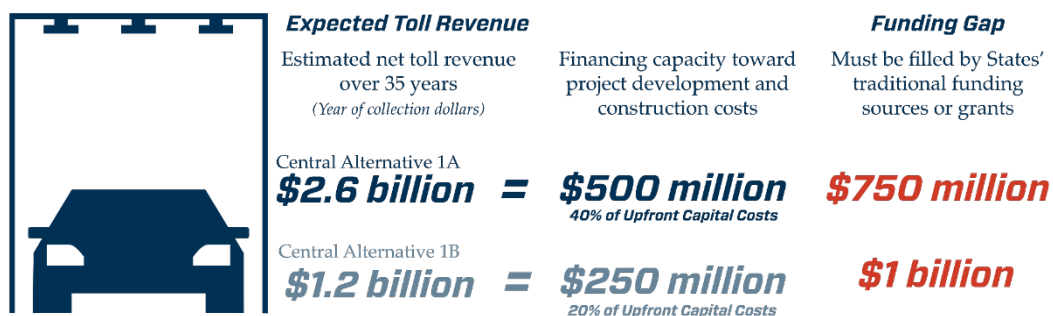 Expected Toll Revenue
Estimated net toll revenue
over 35 years
(Year of collection dollars)
Financing capacity toward
project development and
construction costs
Funding Gap
Must be filled by States’
traditional funding
sources or grants
Central Alternative 1A
$2.6 billion = $500 million $750 million
40% of Upfront Capital Costs
Central Alternative 1B
$1.2 billion = $250 million $1 billion
20% of Upfront Capital Costs